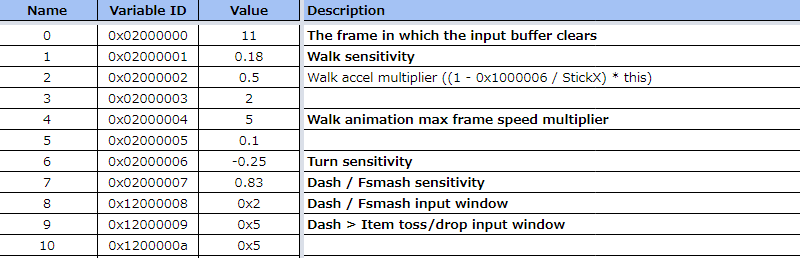 Name Variable ID Value Description
0 0x02000000 11 The frame in which the input buffer clears
1 0x02000001 0.18 Walk sensitivity
2 0x02000002 0.5 Walk accel multiplier ((1 - 0x1000006 / StickX) * this)
3 0x02000003 2
4 0x02000004 5 Walk animation max frame speed multiplier
5 0x02000005 0.1
6 0x02000006 -0.25 Turn sensitivity
7 0x02000007 0.83 Dash / Fsmash sensitivity
8 0x12000008 0x2 Dash / Fsmash input window
9 0x12000009 0x5 Dash > Item toss/drop input window
10 0x1200000a 0x5